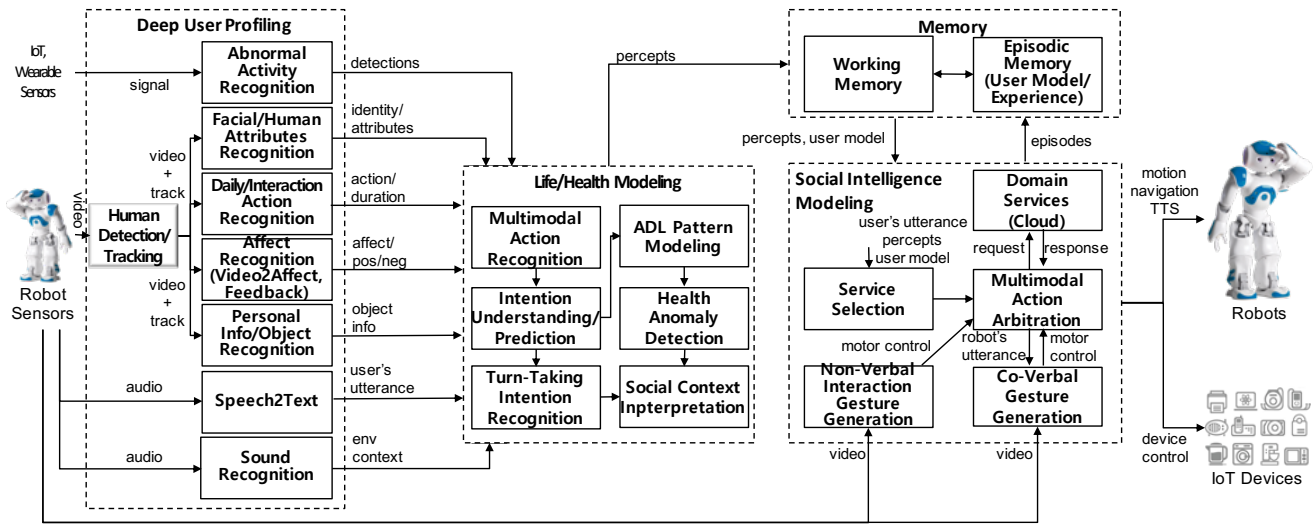 Deep User Profiling
IoT,
Wearable
Sensors
signal
Abnormal
Activity
Recognition
detections
Facial/Human
Attributes
Recognition
identity/
attributes
video
+
track
Daily/Interaction
Action
Recognition
action/
duration
video
Human
Detection/
Tracking
Affect
Recognition
(Video2Affect,
Feedback)
affect/
pos/neg
video
+
track
Personal
Info/Object
Recognition
object
info
Robot
Sensors
audio
Speech2Text
user's
utterance
audio
Sound
Recognition
env
context
Life/Health Modeling
Multimodal
Action
Recognition
ADL Pattern
Modeling
Intention
Understanding/
Prediction
Health
Anomaly
Detection
Turn-Taking
Intention
Recognition
Social Context
Inpterpretation
percepts
Memory
Working
Memory
Episodic
Memory
(User Model/
Experience)
percepts, user model
episodes
Social Intelligence
Modeling
Domain
Services
(Cloud)
user's utterance
percepts
user model
request
response
Service
Selection
Multimodal
Action
Arbitration
motor control
robot's
utterance
motor
control
Non-Verbal
Interaction
Gesture
Generation
Co-Verbal
Gesture
Generation
video
video
motion
navigation
TTS
Robots
device
control
IoT Devices